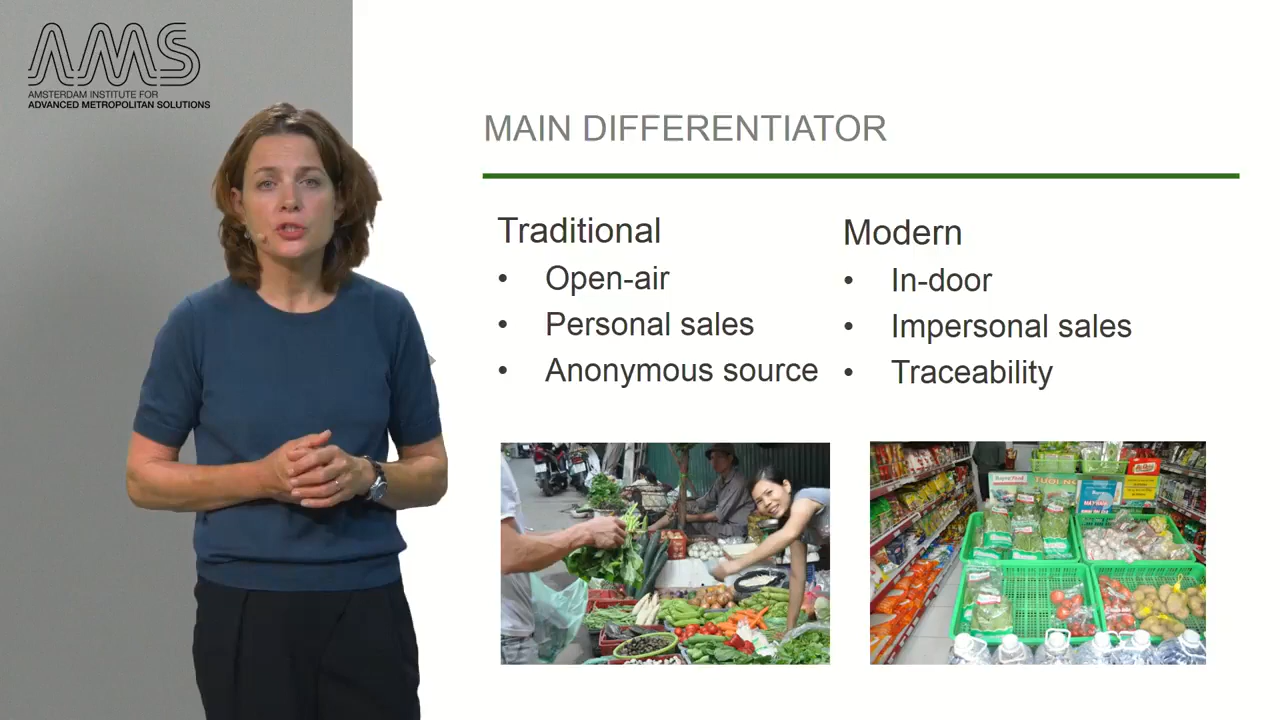 AMS
AMSTERDAM INSTITUTE FOR
ADVANCED METROPOLITAN SOLUTIONS
MAIN DIFFERENTIATOR
Traditional
• Open-air
• Personal sales
• Anonymous source
Modern
• In-door
• Impersonal sales
• Traceability